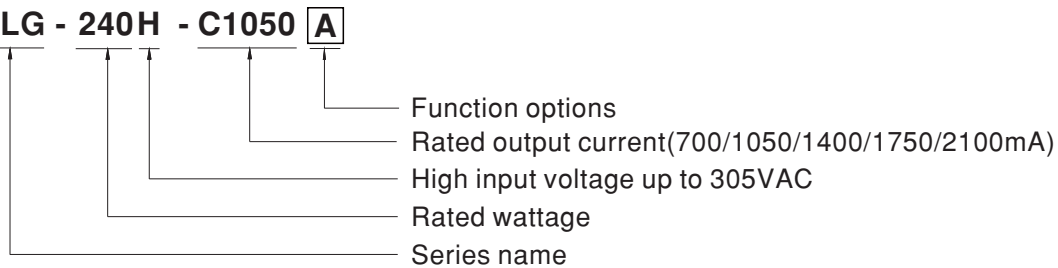 LG - 240H - C1050 A
Function options
Rated output current(700/1050/1400/1750/2100mA)
High input voltage up to 305VAC
Rated wattage
Series name